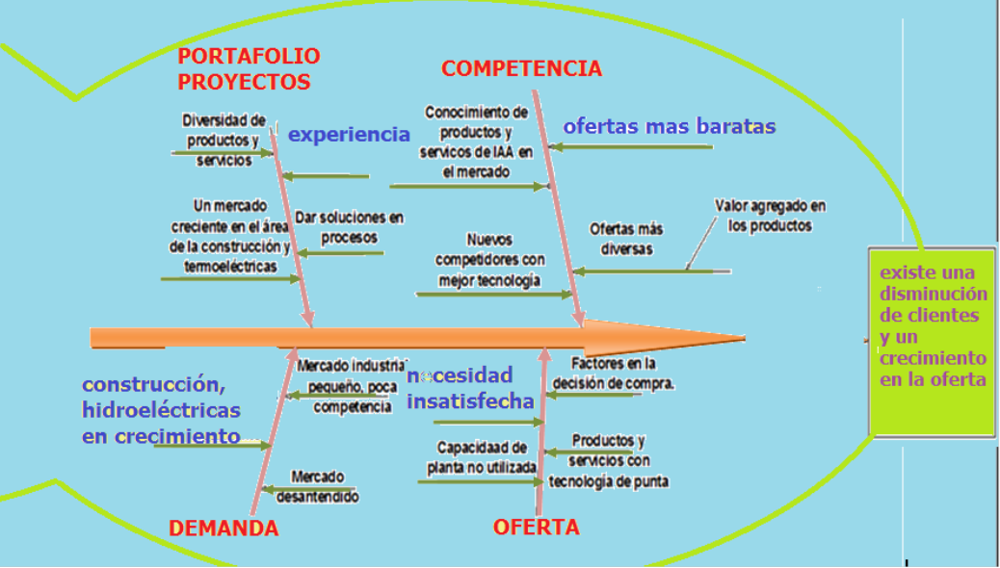 PORTAFOLIO
PROYECTOS
Diversidad de
productos y
servicios
experiencia
Un mercado
creciente en el área
de la construcción y
termoeléctricas
Dar soluciones en
procesos
COMPETENCIA
Conocimiento de
productos y
servicos de IAA en
el mercado
ofertas mas baratas
Nuevos
competidores con
mejor tecnología
Ofertas más
diversas
Valor agregado en
los productos
existe una
disminución
de clientes
y un
crecimiento
en la oferta
construcción,
hidroeléctricas
en crecimiento
Mercado industria
pequeño, poca
competencia
Mercado
desantendido
DEMANDA
necesidad
insatisfecha
Factores en la
decisión de compra.
Capacidaad de
planta no utilizada
Productos y
servicios con
tecnología de punta
OFERTA